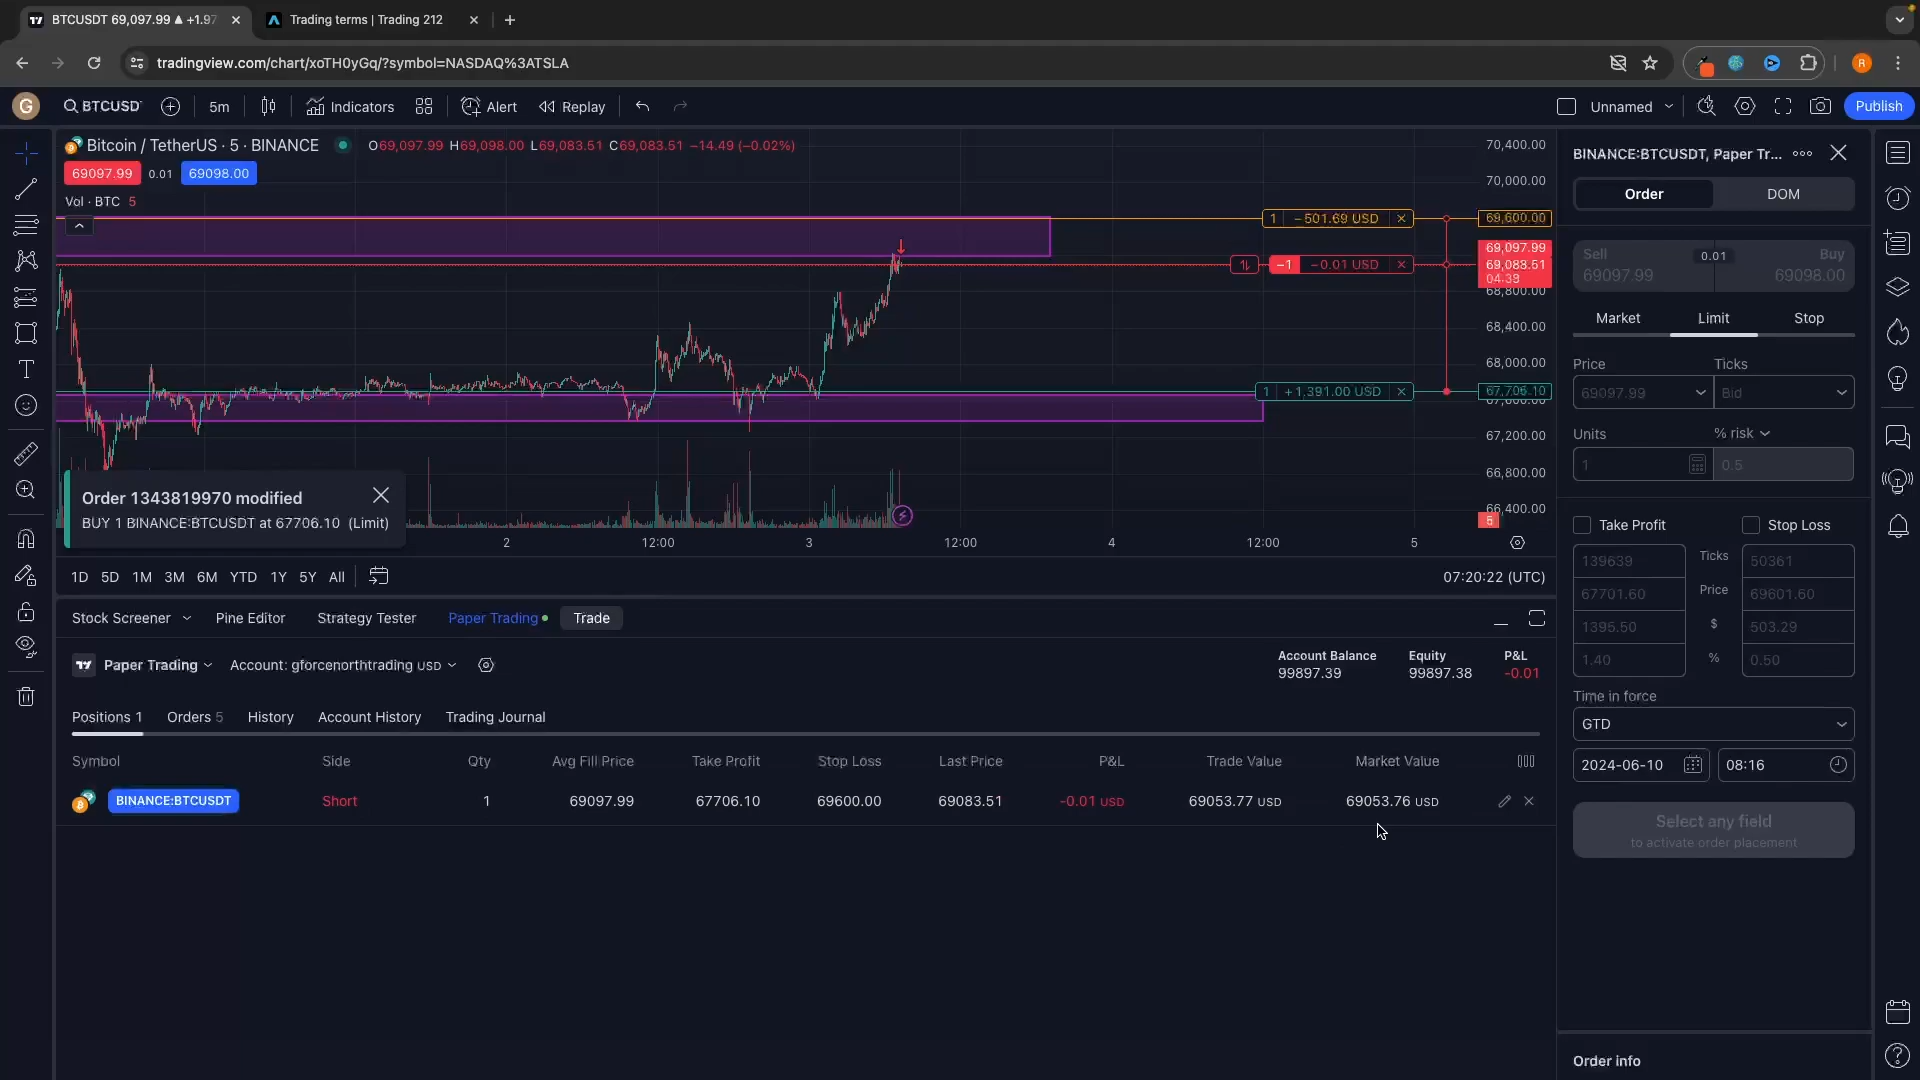 BTCUSDT 69,097.99 ▲ +1.97
Trading terms | Trading 212
tradingview.com/chart/xoTH0yGq/?symbol=NASDAQ%3ATSLA
R
G
BTCUSD
5m
Indicators
Alert
Replay
Unnamed
Publish
Bitcoin / TetherUS · 5 · BINANCE
O69,097.99 H69,098.00 L69,083.51 C69,083.51 −14.49 (−0.02%)
69097.99
0.01
69098.00
Vol · BTC 5
70,400.00
70,000.00
1 −501.69 USD
69,600.00
69,097.99
−1 −0.01 USD
69,083.51
04:38
68,800.00
68,400.00
68,000.00
1 +1,391.00 USD
67,706.10
67,600.00
67,200.00
66,800.00
66,400.00
5
Order 1343819970 modified
BUY 1 BINANCE:BTCUSDT at 67706.10 (Limit)
2
12:00
3
12:00
4
12:00
5
1D 5D 1M 3M 6M YTD 1Y 5Y All
07:20:22 (UTC)
Stock Screener
Pine Editor
Strategy Tester
Paper Trading
Trade
Paper Trading
Account: gforcenorthtrading USD
Account Balance
99897.39
Equity
99897.38
P&L
-0.01
Positions 1
Orders 5
History
Account History
Trading Journal
Symbol Side Qty Avg Fill Price Take Profit Stop Loss Last Price P&L Trade Value Market Value
BINANCE:BTCUSDT Short 1 69097.99 67706.10 69600.00 69083.51 -0.01 USD 69053.77 USD 69053.76 USD
BINANCE:BTCUSDT, Paper Tr...
Order
DOM
Sell
69097.99
0.01
Buy
69098.00
Market
Limit
Stop
Price
Ticks
69097.99
Bid
Units
% risk
1
0.5
Take Profit
Stop Loss
139639 Ticks 50361
67701.60 Price 69601.60
1395.50 $ 503.29
1.40 % 0.50
Time in force
GTD
2024-06-10
08:16
Select any field
to activate order placement
Order info